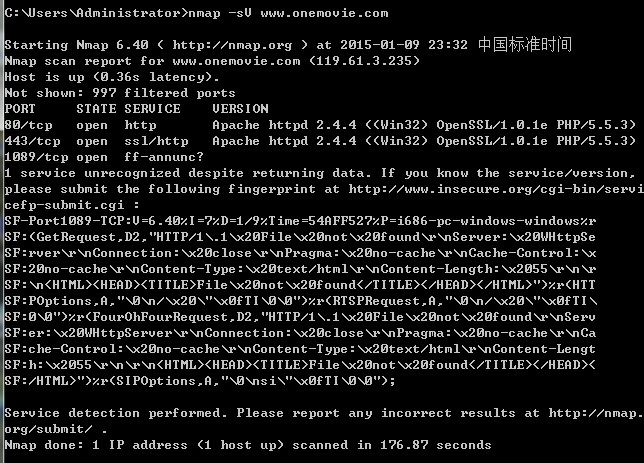 C:\Users\Administrator>nmap -sV www.onemovie.com
Starting Nmap 6.40 ( http://nmap.org ) at 2015-01-09 23:32 中国标准时间
Nmap scan report for www.onemovie.com (119.61.3.235)
Host is up (0.36s latency).
Not shown: 997 filtered ports
PORT     STATE SERVICE    VERSION
80/tcp   open  http       Apache httpd 2.4.4 ((Win32) OpenSSL/1.0.1e PHP/5.5.3)
443/tcp  open  ssl/http   Apache httpd 2.4.4 ((Win32) OpenSSL/1.0.1e PHP/5.5.3)
1089/tcp open  ff-annunc?
1 service unrecognized despite returning data. If you know the service/version,
please submit the following fingerprint at http://www.insecure.org/cgi-bin/servi
cefp-submit.cgi :
SF-Port1089-TCP:V=6.40%I=7%D=1/9%Time=54AFF527%P=i686-pc-windows-windows%r
SF:(GetRequest,D2,"HTTP/1\.1\x20File\x20not\x20found\r\nServer:\x20WHttpSe
SF:rver\r\nConnection:\x20close\r\nPragma:\x20no-cache\r\nCache-Control:\x
SF:20no-cache\r\nContent-Type:\x20text/html\r\nContent-Length:\x2055\r\n\r
SF:\n<HTML><HEAD><TITLE>File\x20not\x20found</TITLE></HEAD></HTML>")%r(HTT
SF:POptions,A,"\0\n/\x20\"\x0fTI\0\0")%r(RTSPRequest,A,"\0\n/\x20\"\x0fTI\
SF:0\0")%r(FourOhFourRequest,D2,"HTTP/1\.1\x20File\x20not\x20found\r\nServ
SF:er:\x20WHttpServer\r\nConnection:\x20close\r\nPragma:\x20no-cache\r\nCa
SF:che-Control:\x20no-cache\r\nContent-Type:\x20text/html\r\nContent-Lengt
SF:h:\x2055\r\n\r\n<HTML><HEAD><TITLE>File\x20not\x20found</TITLE></HEAD><
SF:/HTML>")%r(SIPOptions,A,"\0\nsi\"\x0fTI\0\0");
Service detection performed. Please report any incorrect results at http://nmap.
org/submit/ .
Nmap done: 1 IP address (1 host up) scanned in 176.87 seconds